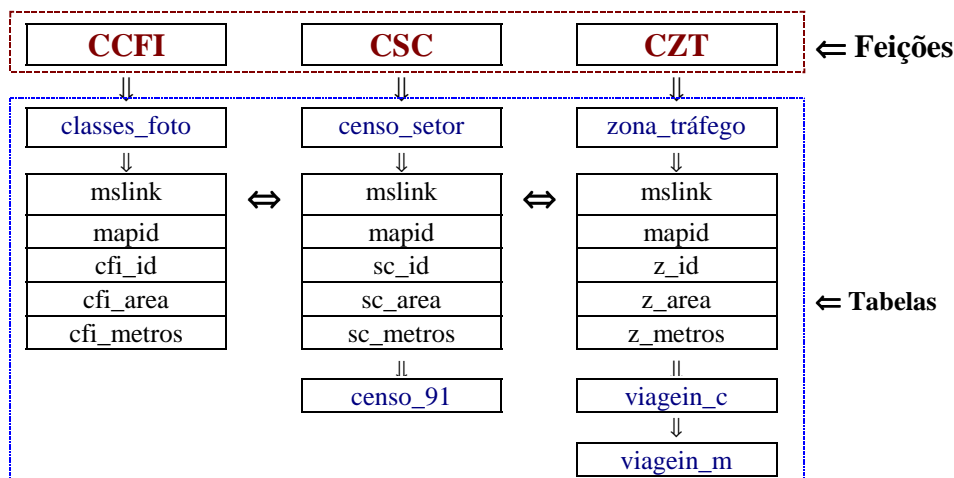 CCFI CSC CZT ⇐ Feições
⇓ ⇓ ⇓
classes_foto censo_setor zona_tráfego
⇓ ⇓ ⇓
mslink ⇔ mslink ⇔ mslink
mapid mapid mapid
cfi_id sc_id z_id
cfi_area sc_area z_area ⇐ Tabelas
cfi_metros sc_metros z_metros
⇓ ⇓
censo_91 viagein_c
⇓
viagein_m